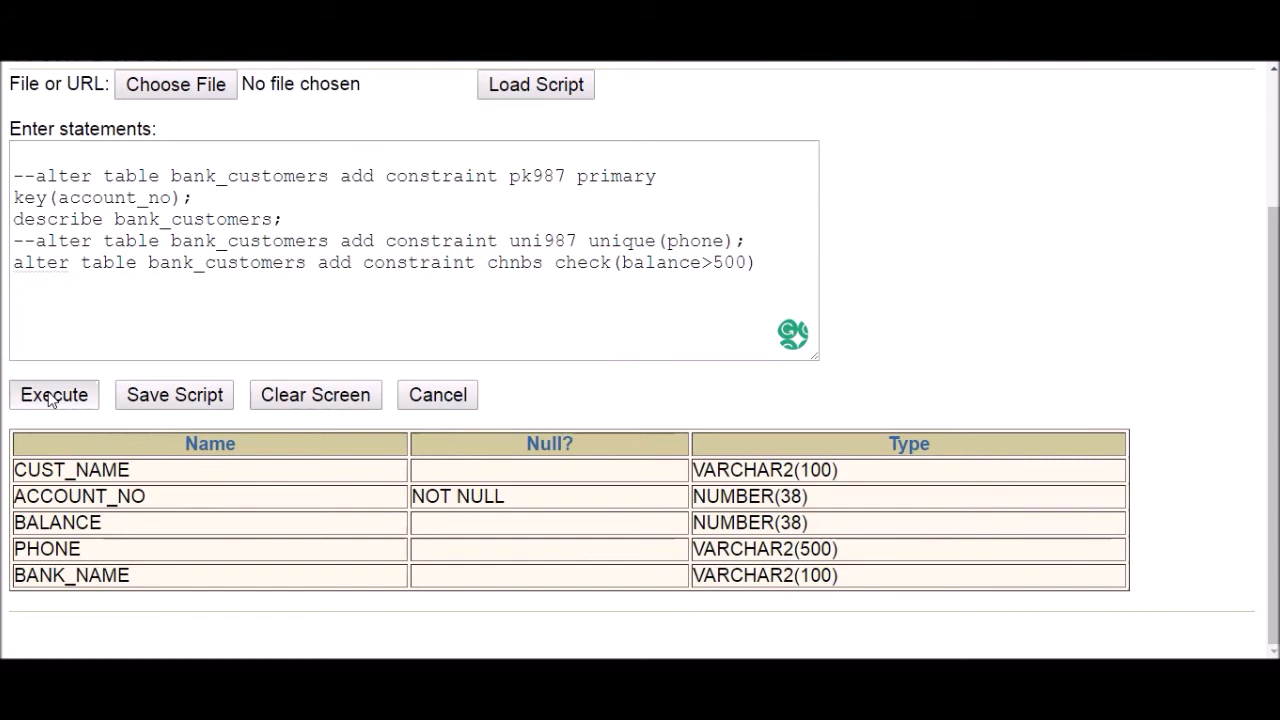 File or URL: Choose File No file chosen Load Script
Enter statements:
--alter table bank_customers add constraint pk987 primary
key(account_no);
describe bank_customers;
--alter table bank_customers add constraint uni987 unique(phone);
alter table bank_customers add constraint chnbs check(balance>500)
Execute Save Script Clear Screen Cancel
Name Null? Type
CUST_NAME VARCHAR2(100)
ACCOUNT_NO NOT NULL NUMBER(38)
BALANCE NUMBER(38)
PHONE VARCHAR2(500)
BANK_NAME VARCHAR2(100)